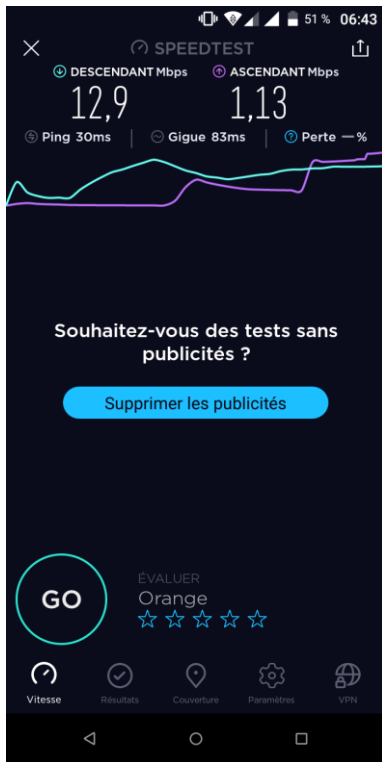 51 % 06:43
SPEEDTEST
DESCENDANT Mbps ASCENDANT Mbps
12,9 1,13
Ping 30ms Gigue 83ms ? Perte —%
Souhaitez-vous des tests sans
publicités ?
Supprimer les publicités
GO
ÉVALUER
Orange
Vitesse Résultats Couverture Paramètres VPN